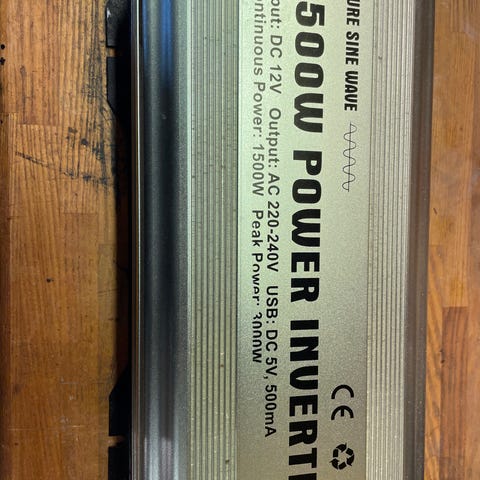 URE SINE WAVE
500W POWER INVERT
put: DC 12V Output: AC 220-240V USB: DC 5V, 500mA
ontinuous Power: 1500W Peak Power: 3000W
CE